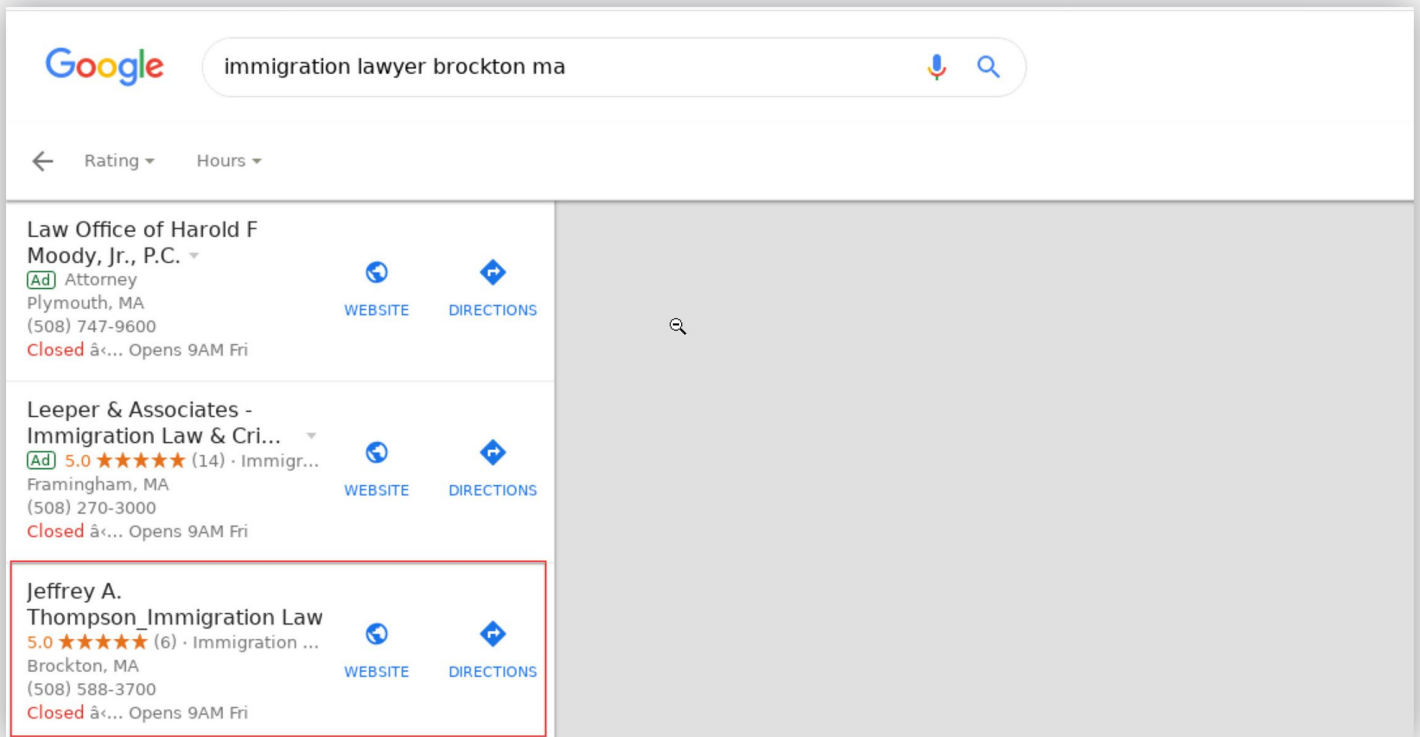 Google
immigration lawyer brockton ma
Rating Hours
Law Office of Harold F
Moody, Jr., P.C.
Ad Attorney
Plymouth, MA
(508) 747-9600
Closed â‹… Opens 9AM Fri
WEBSITE DIRECTIONS
Leeper & Associates -
Immigration Law & Cri...
Ad 5.0 ★★★★★ (14) · Immigr...
Framingham, MA
(508) 270-3000
Closed â‹… Opens 9AM Fri
WEBSITE DIRECTIONS
Jeffrey A.
Thompson_Immigration Law
5.0 ★★★★★ (6) · Immigration ...
Brockton, MA
(508) 588-3700
Closed â‹… Opens 9AM Fri
WEBSITE DIRECTIONS